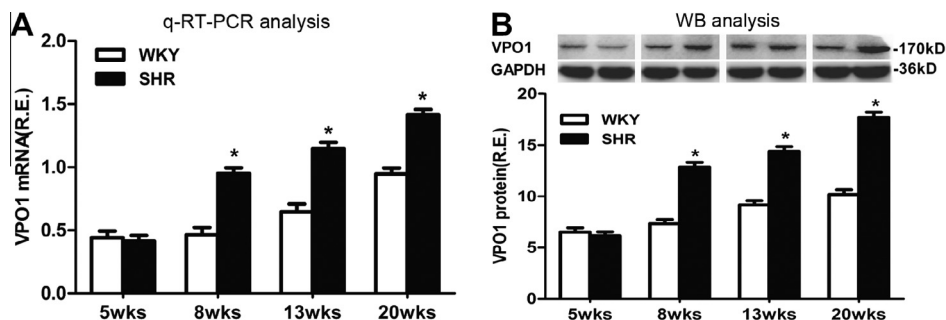 A
q-RT-PCR analysis
WKY
SHR
VPO1 mRNA(R.E.)
2.0
1.5
1.0
0.5
0.0
*
*
*
5wks 8wks 13wks 20wks
B
WB analysis
VPO1
-170kD
GAPDH
-36kD
WKY
SHR
VPO1 protein(R.E.)
20
15
10
5
0
*
*
*
5wks 8wks 13wks 20wks